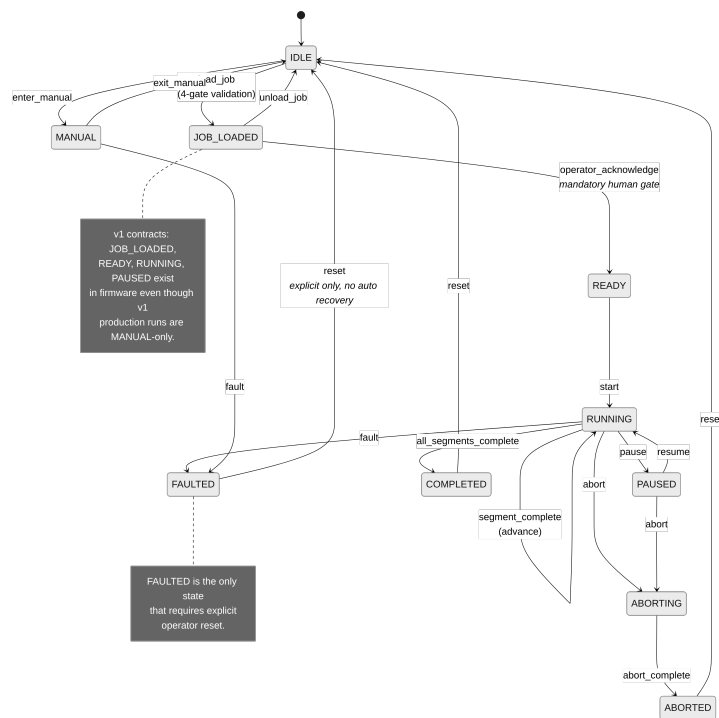 IDLE
enter_manual
exit_manual
ad_job
(4-gate validation)
unload_job
MANUAL
JOB_LOADED
operator_acknowledge
mandatory human gate
v1 contracts:
JOB_LOADED,
READY, RUNNING,
PAUSED exist
in firmware even though
v1
production runs are
MANUAL-only.
reset
explicit only, no auto
recovery
reset
READY
fault
start
RUNNING
rese
fault
all_segments_complete
pause
resume
FAULTED
COMPLETED
abort
PAUSED
segment_complete
(advance)
abort
FAULTED is the only
state
that requires explicit
operator reset.
ABORTING
abort_complete
ABORTED